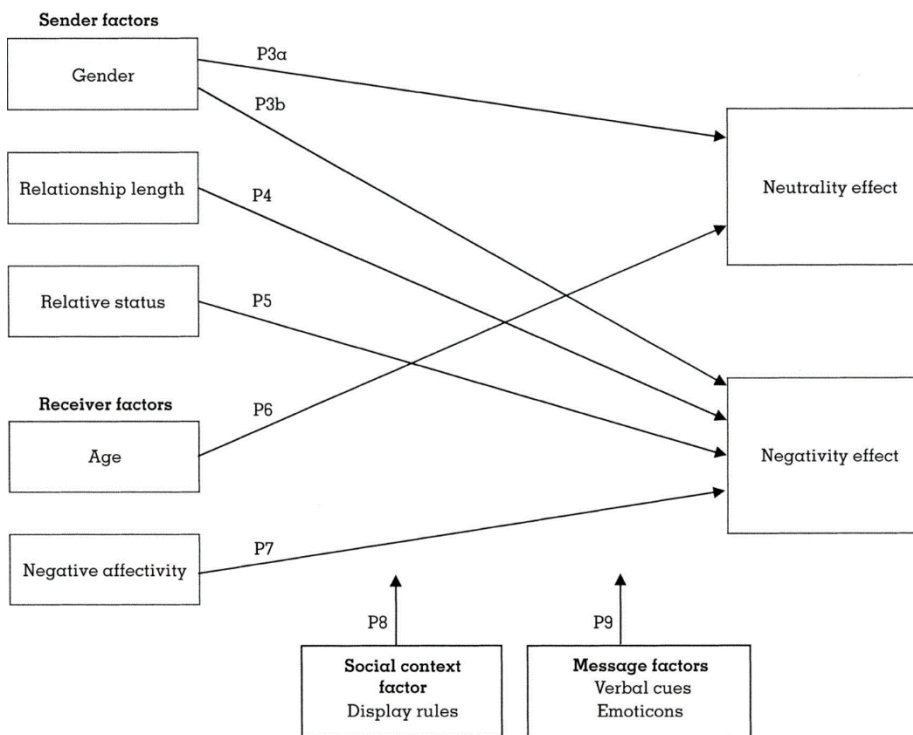 Sender factors
Gender
P3a
P3b
Neutrality effect
Relationship length
P4
Relative status
P5
Receiver factors
Age
P6
Negativity effect
Negative affectivity
P7
P8
P9
Social context
factor
Display rules
Message factors
Verbal cues
Emoticons